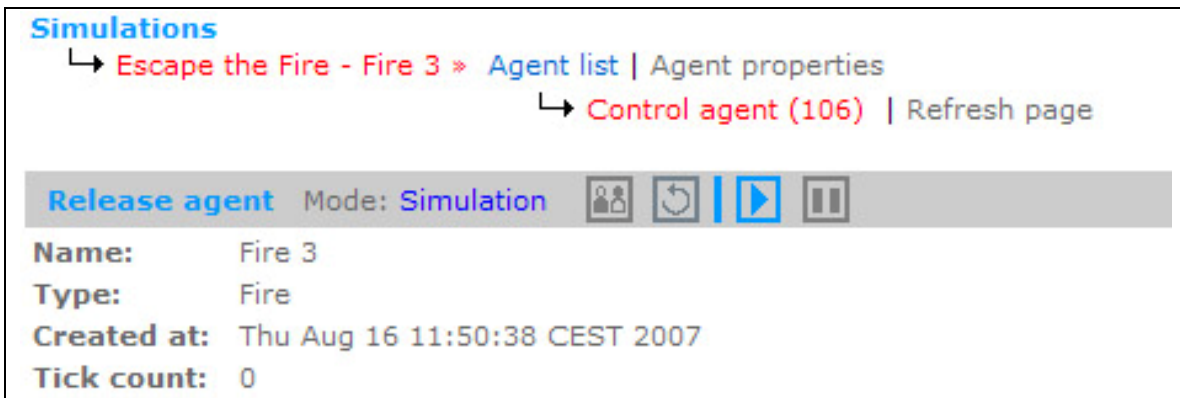 Simulations
Escape the Fire - Fire 3 » Agent list | Agent properties
Control agent (106) | Refresh page
Release agent Mode: Simulation
Name: Fire 3
Type: Fire
Created at: Thu Aug 16 11:50:38 CEST 2007
Tick count: 0